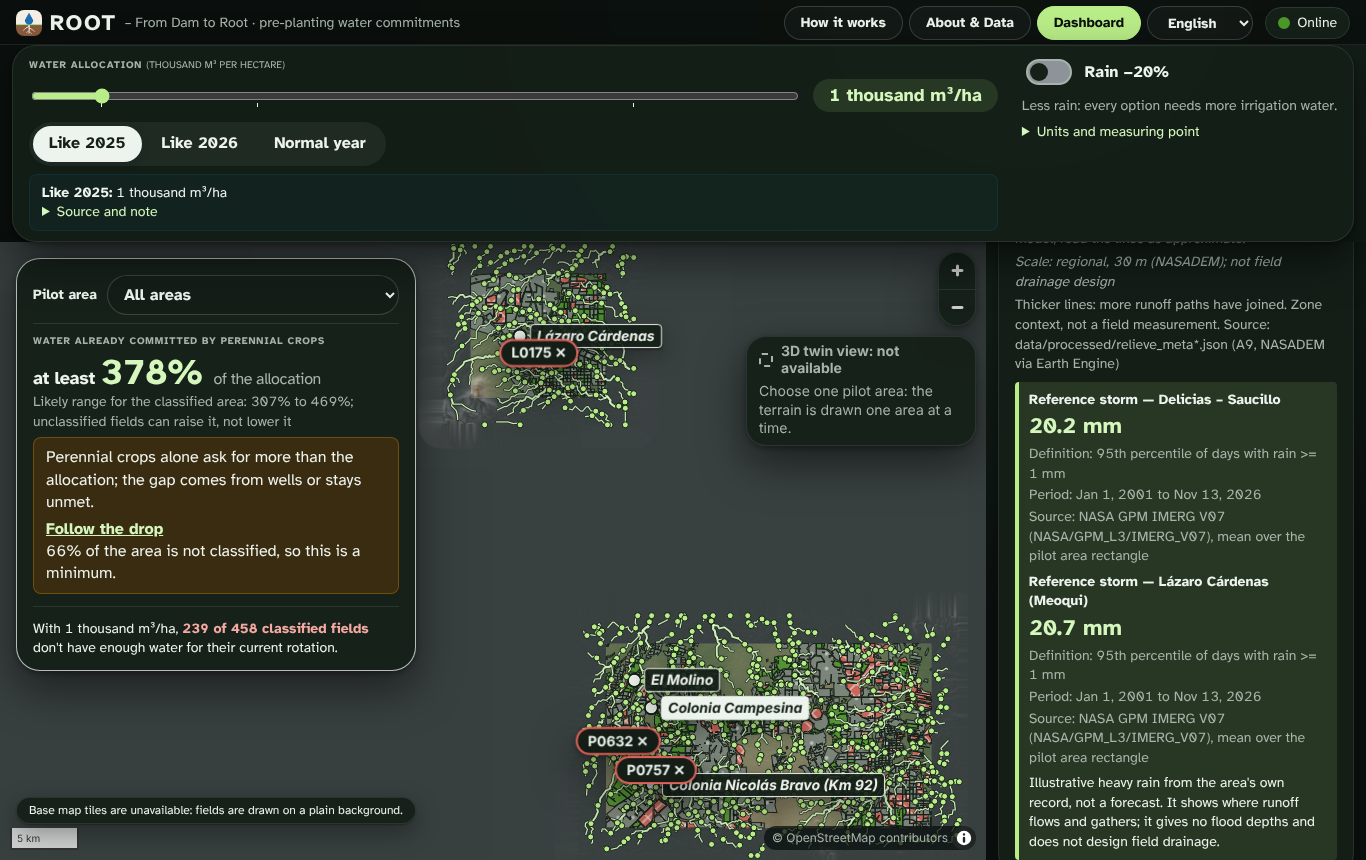 ROOT – From Dam to Root · pre-planting water commitments
How it works
About & Data
Dashboard
English
Online
WATER ALLOCATION (THOUSAND M³ PER HECTARE)
1 thousand m³/ha
Like 2025
Like 2026
Normal year
Like 2025: 1 thousand m³/ha
Source and note
Rain −20%
Less rain: every option needs more irrigation water.
Units and measuring point
Pilot area
All areas
WATER ALREADY COMMITTED BY PERENNIAL CROPS
at least 378% of the allocation
Likely range for the classified area: 307% to 469%;
unclassified fields can raise it, not lower it
Perennial crops alone ask for more than the
allocation; the gap comes from wells or stays
unmet.
Follow the drop
66% of the area is not classified, so this is a
minimum.
With 1 thousand m³/ha, 239 of 458 classified fields
don't have enough water for their current rotation.
Base map tiles are unavailable: fields are drawn on a plain background.
5 km
Lázaro Cárdenas
L0175 ×
+
−
3D twin view: not
available
Choose one pilot area: the
terrain is drawn one area at a
time.
El Molino
Colonia Campesina
P0632 ×
P0757 ×
Colonia Nicolás Bravo (Km 92)
© OpenStreetMap contributors
model, read the lines as approximate.
Scale: regional, 30 m (NASADEM); not field
drainage design
Thicker lines: more runoff paths have joined. Zone
context, not a field measurement. Source:
data/processed/relieve_meta*.json (A9, NASADEM
via Earth Engine)
Reference storm — Delicias – Saucillo
20.2 mm
Definition: 95th percentile of days with rain >=
1 mm
Period: Jan 1, 2001 to Nov 13, 2026
Source: NASA GPM IMERG V07
(NASA/GPM_L3/IMERG_V07), mean over the
pilot area rectangle
Reference storm — Lázaro Cárdenas
(Meoqui)
20.7 mm
Definition: 95th percentile of days with rain >=
1 mm
Period: Jan 1, 2001 to Nov 13, 2026
Source: NASA GPM IMERG V07
(NASA/GPM_L3/IMERG_V07), mean over the
pilot area rectangle
Illustrative heavy rain from the area's own
record, not a forecast. It shows where runoff
flows and gathers; it gives no flood depths and
does not design field drainage.